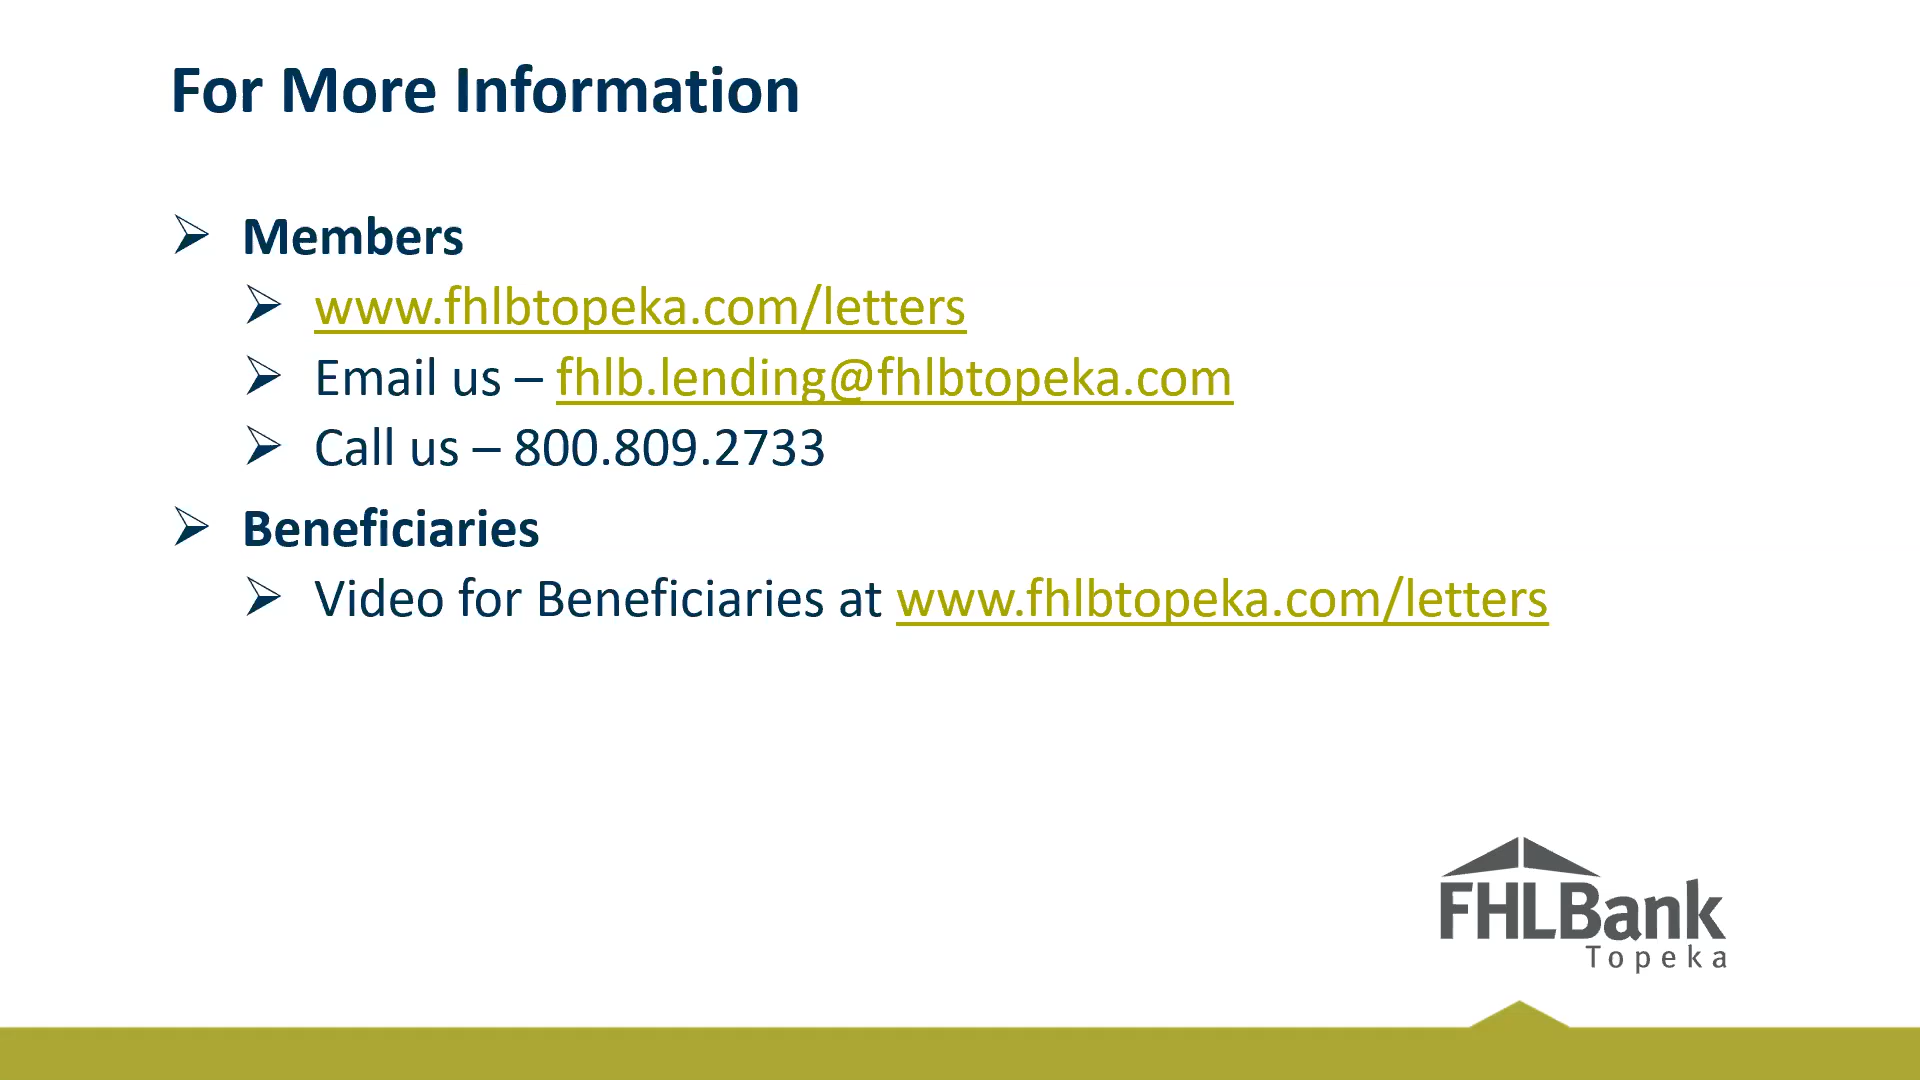 For More Information
Members
www.fhlbtopeka.com/letters
Email us – fhlb.lending@fhlbtopeka.com
Call us – 800.809.2733
Beneficiaries
Video for Beneficiaries at www.fhlbtopeka.com/letters
FHLBank
Topeka